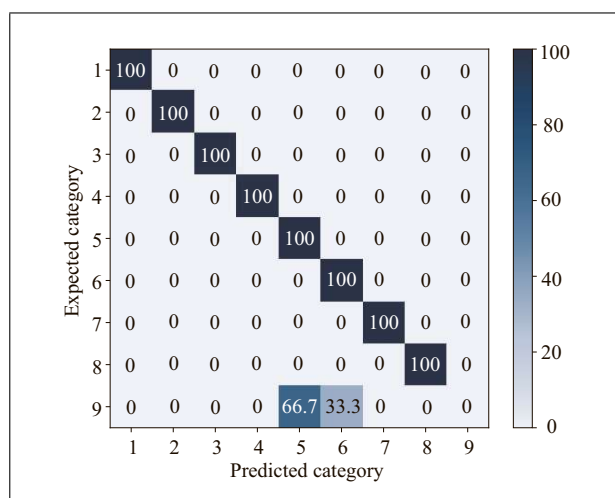 1 100 0 0 0 0 0 0 0 0
2 0 100 0 0 0 0 0 0 0
3 0 0 100 0 0 0 0 0 0
4 0 0 0 100 0 0 0 0 0
5 0 0 0 0 100 0 0 0 0
6 0 0 0 0 0 100 0 0 0
7 0 0 0 0 0 0 100 0 0
8 0 0 0 0 0 0 0 100 0
9 0 0 0 0 66.7 33.3 0 0 0
1 2 3 4 5 6 7 8 9
Predicted category
Expected category
100
80
60
40
20
0